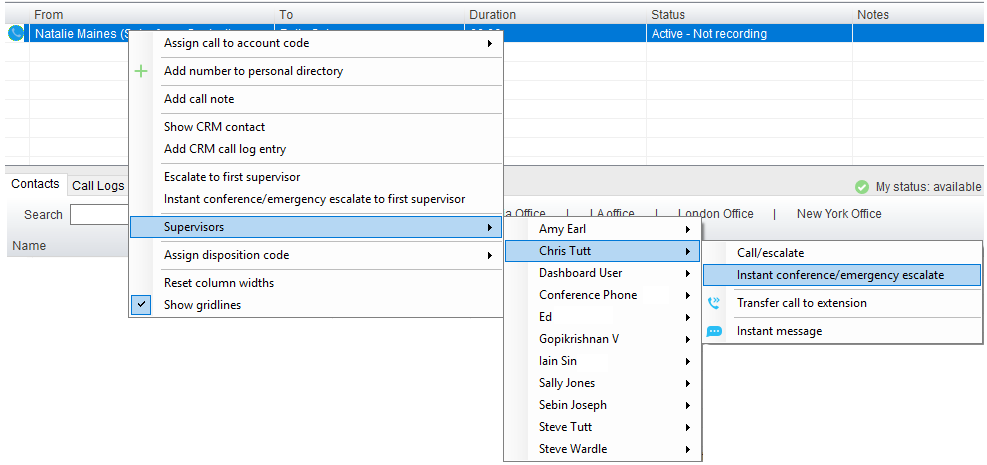 From To Duration Status Notes
Natalie Maines ( Active - Not recording
Assign call to account code
Add number to personal directory
Add call note
Show CRM contact
Add CRM call log entry
Contacts Call Logs
Escalate to first supervisor
My status: available
Instant conference/emergency escalate to first supervisor
Search
Office | LA office | London Office | New York Office
Supervisors
Amy Earl
Name
Assign disposition code
Chris Tutt
Call/escalate
Dashboard User
Instant conference/emergency escalate
Reset column widths
Conference Phone
Transfer call to extension
Show gridlines
Ed
Instant message
Gopikrishnan V
Iain Sin
Sally Jones
Sebin Joseph
Steve Tutt
Steve Wardle